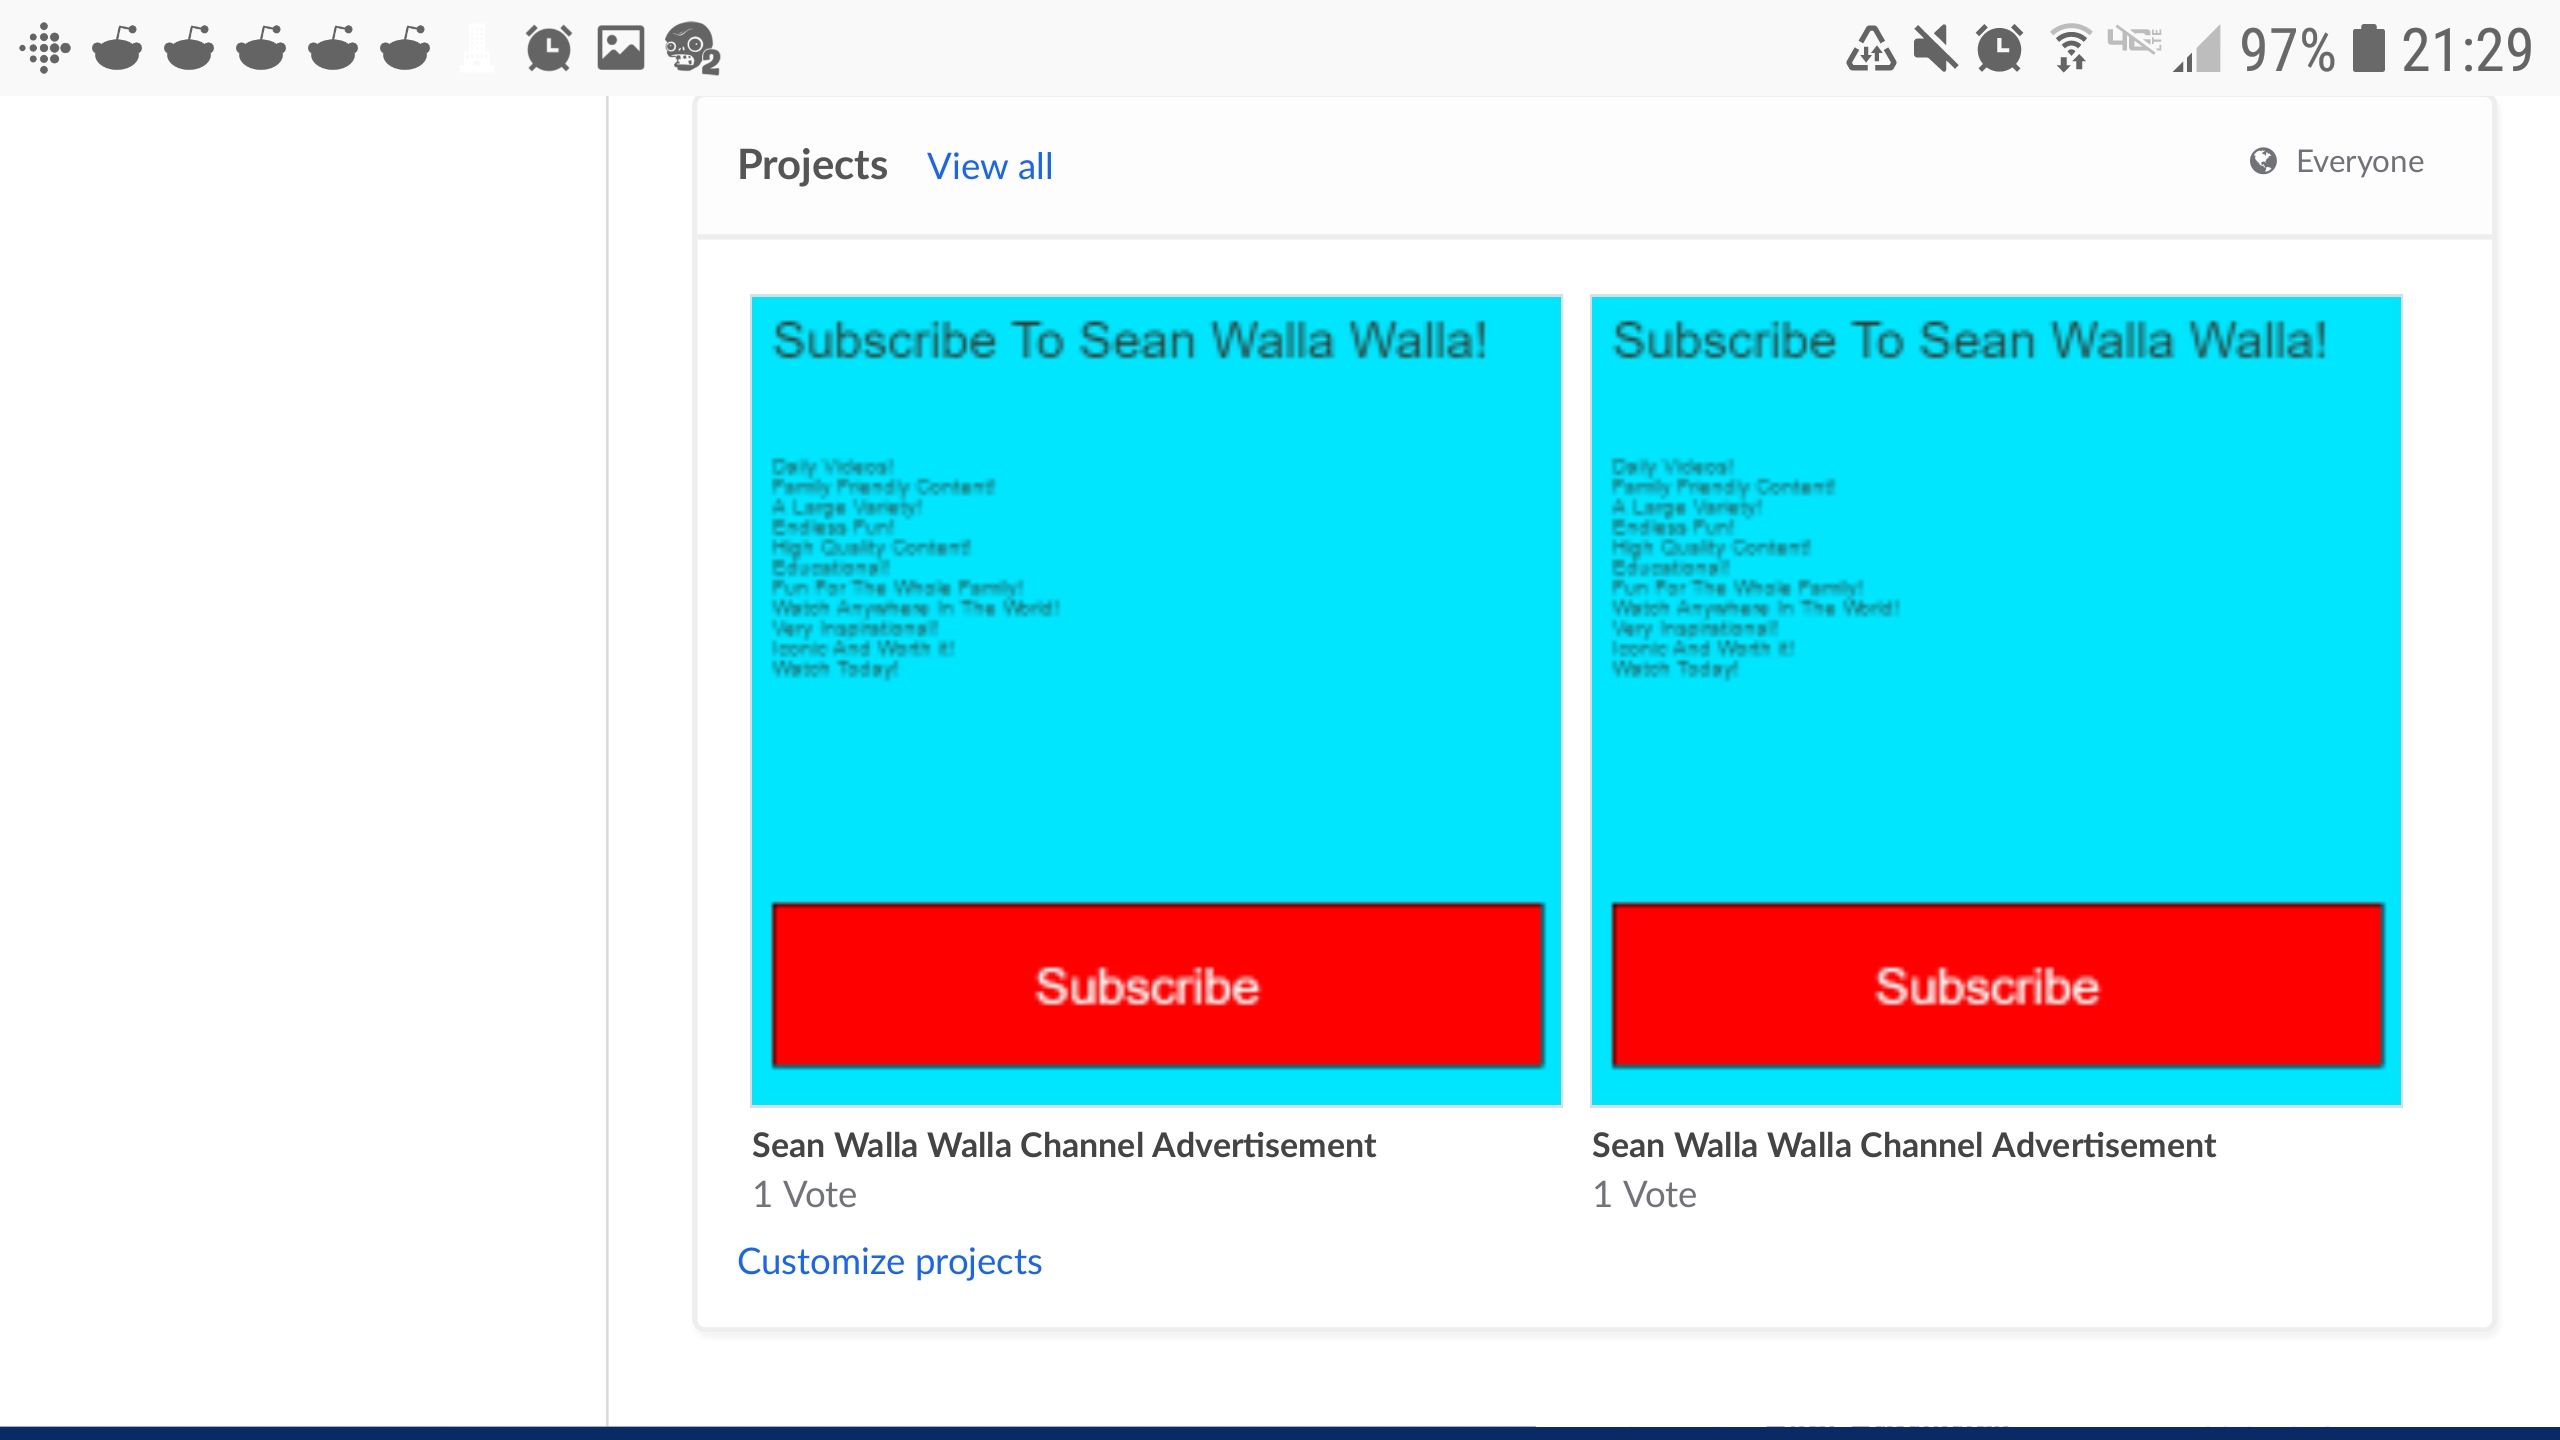 97% 21:29
Projects View all Everyone
Subscribe To Sean Walla Walla!
Daily Videos!
Family Friendly Content!
A Large Variety!
Endless Fun!
High Quality Content!
Educational!
Fun For The Whole Family!
Watch Anywhere In The World!
Very Inspirational!
Iconic And Worth it!
Watch Today!
Subscribe
Sean Walla Walla Channel Advertisement
1 Vote
Subscribe To Sean Walla Walla!
Daily Videos!
Family Friendly Content!
A Large Variety!
Endless Fun!
High Quality Content!
Educational!
Fun For The Whole Family!
Watch Anywhere In The World!
Very Inspirational!
Iconic And Worth it!
Watch Today!
Subscribe
Sean Walla Walla Channel Advertisement
1 Vote
Customize projects